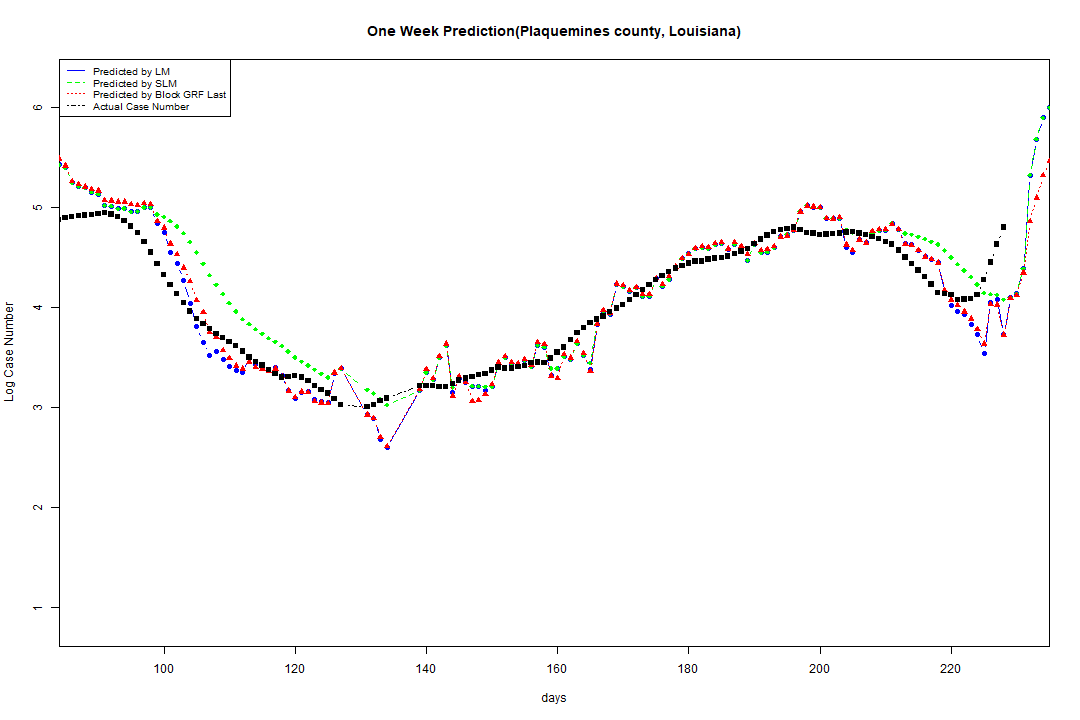 One Week Prediction(Plaquemines county, Louisiana)
Predicted by LM
Predicted by SLM
Predicted by Block GRF Last
Actual Case Number
Log Case Number
6
5
4
3
2
1
100 120 140 160 180 200 220
days